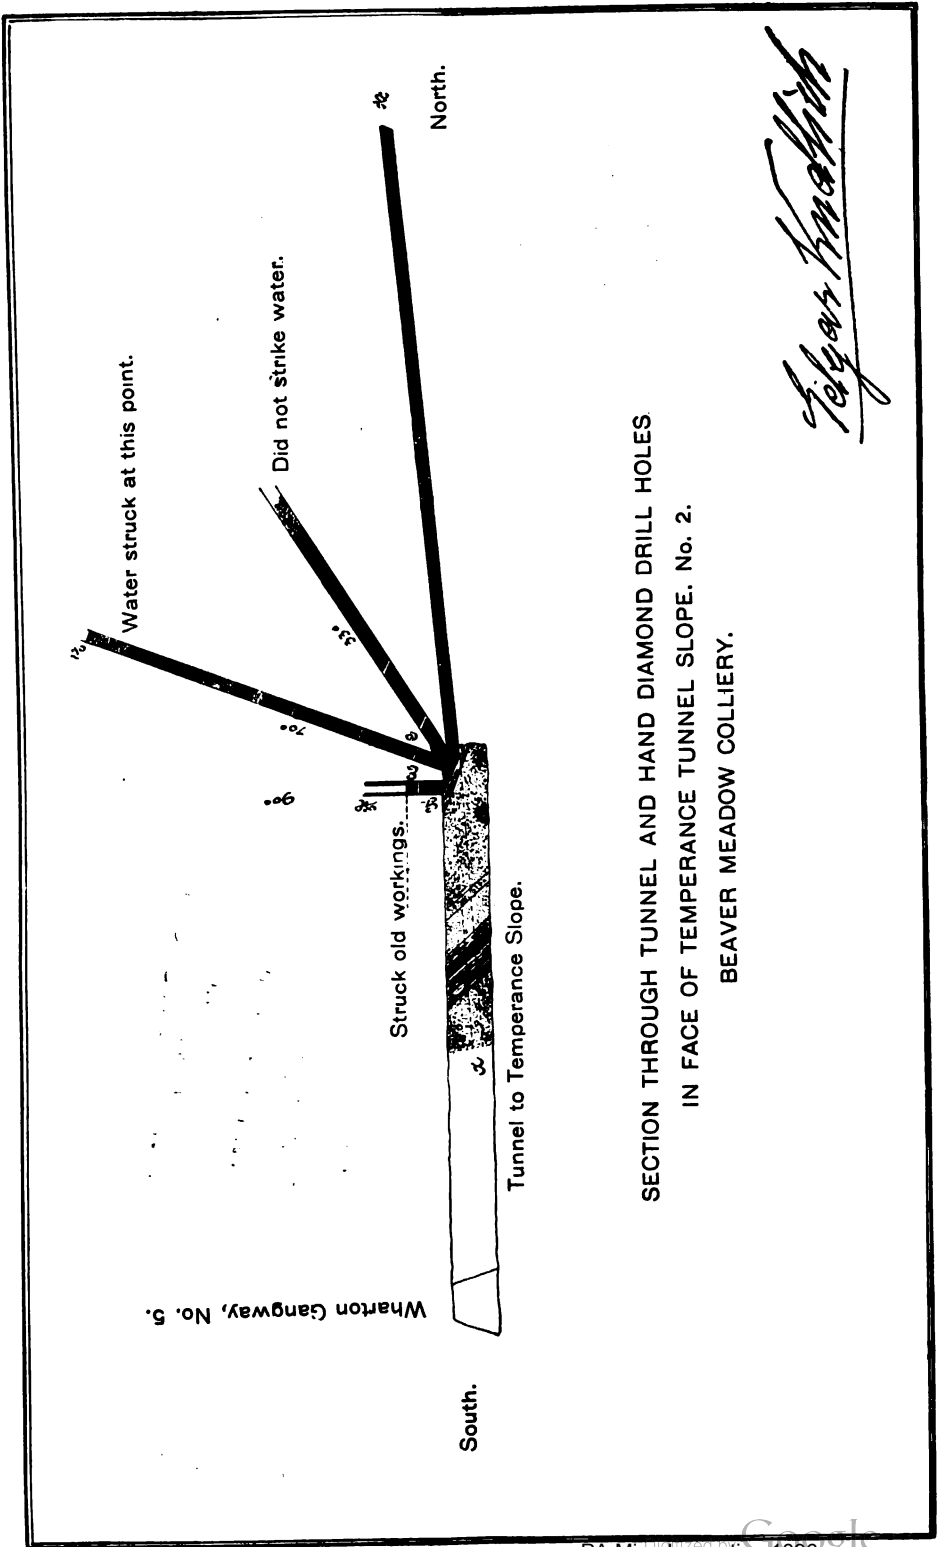 Water struck at this point.
Did not strike water.
North.
70°
33°
90°
Struck old workings.
Tunnel to Temperance Slope.
Wharton Gangway, No. 5.
South.
SECTION THROUGH TUNNEL AND HAND DIAMOND DRILL HOLES
IN FACE OF TEMPERANCE TUNNEL SLOPE. No. 2.
BEAVER MEADOW COLLIERY.
Google